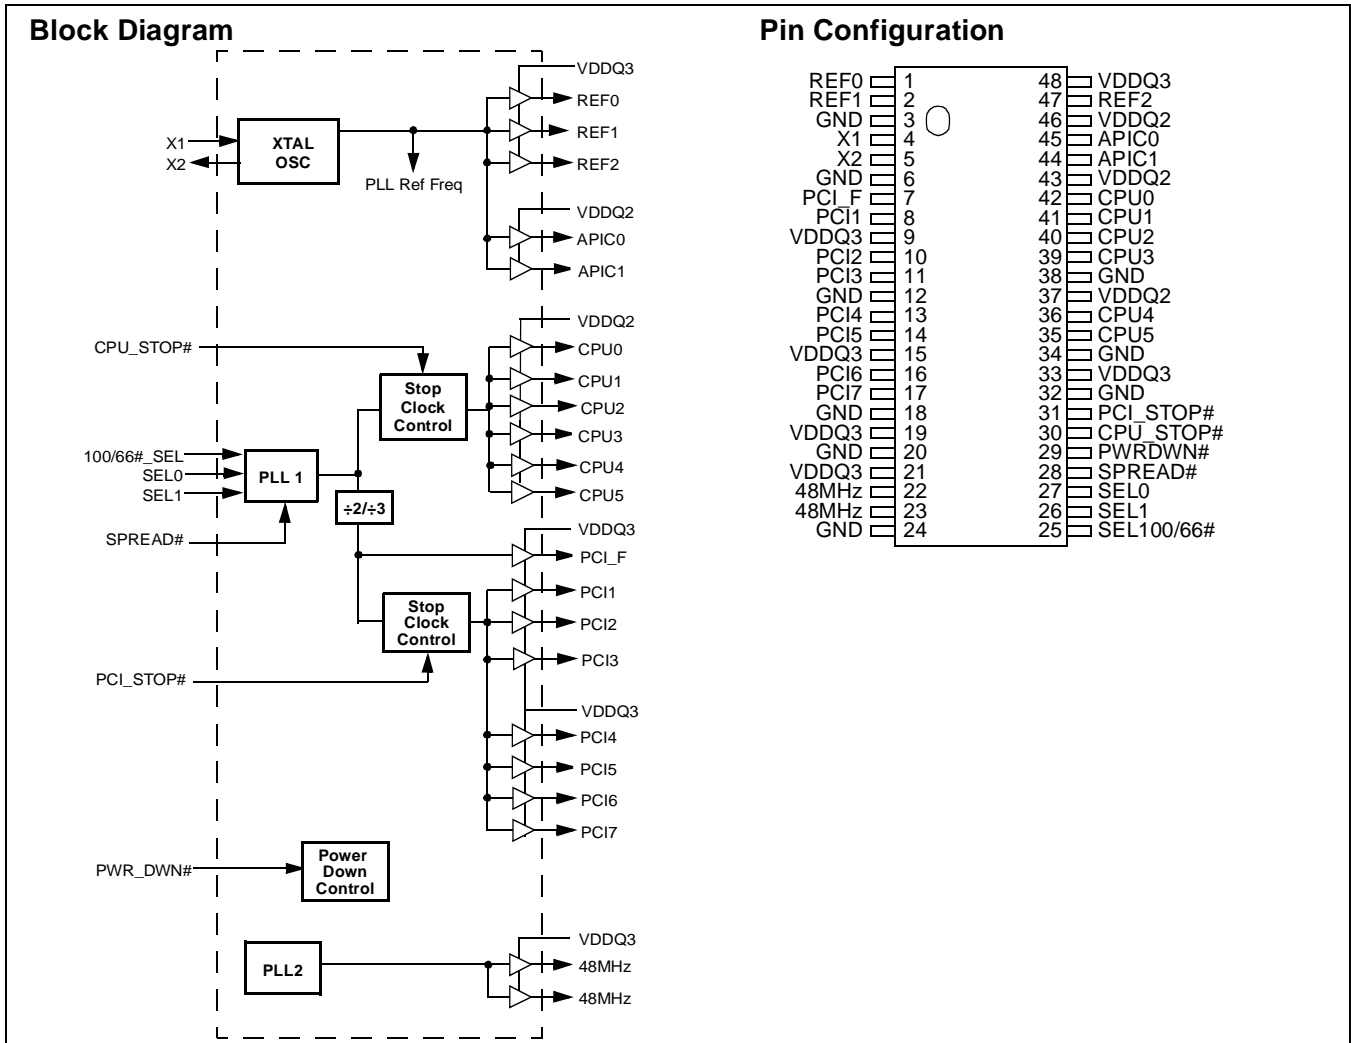 Block Diagram
VDDQ3
REF0
REF1
REF2
X1
X2
XTAL
OSC
PLL Ref Freq
VDDQ2
APIC0
APIC1
VDDQ2
CPU_STOP#
CPU0
CPU1
CPU2
CPU3
CPU4
CPU5
Stop
Clock
Control
100/66#_SEL
SEL0
SEL1
PLL 1
÷2/÷3
SPREAD#
VDDQ3
PCI_F
PCI1
PCI2
PCI3
Stop
Clock
Control
PCI_STOP#
VDDQ3
PCI4
PCI5
PCI6
PCI7
PWR_DWN#
Power
Down
Control
VDDQ3
PLL2
48MHz
48MHz
Pin Configuration
REF0 1 48 VDDQ3
REF1 2 47 REF2
GND 3 46 VDDQ2
X1 4 45 APIC0
X2 5 44 APIC1
GND 6 43 VDDQ2
PCI_F 7 42 CPU0
PCI1 8 41 CPU1
VDDQ3 9 40 CPU2
PCI2 10 39 CPU3
PCI3 11 38 GND
GND 12 37 VDDQ2
PCI4 13 36 CPU4
PCI5 14 35 CPU5
VDDQ3 15 34 GND
PCI6 16 33 VDDQ3
PCI7 17 32 GND
GND 18 31 PCI_STOP#
VDDQ3 19 30 CPU_STOP#
GND 20 29 PWRDWN#
VDDQ3 21 28 SPREAD#
48MHz 22 27 SEL0
48MHz 23 26 SEL1
GND 24 25 SEL100/66#